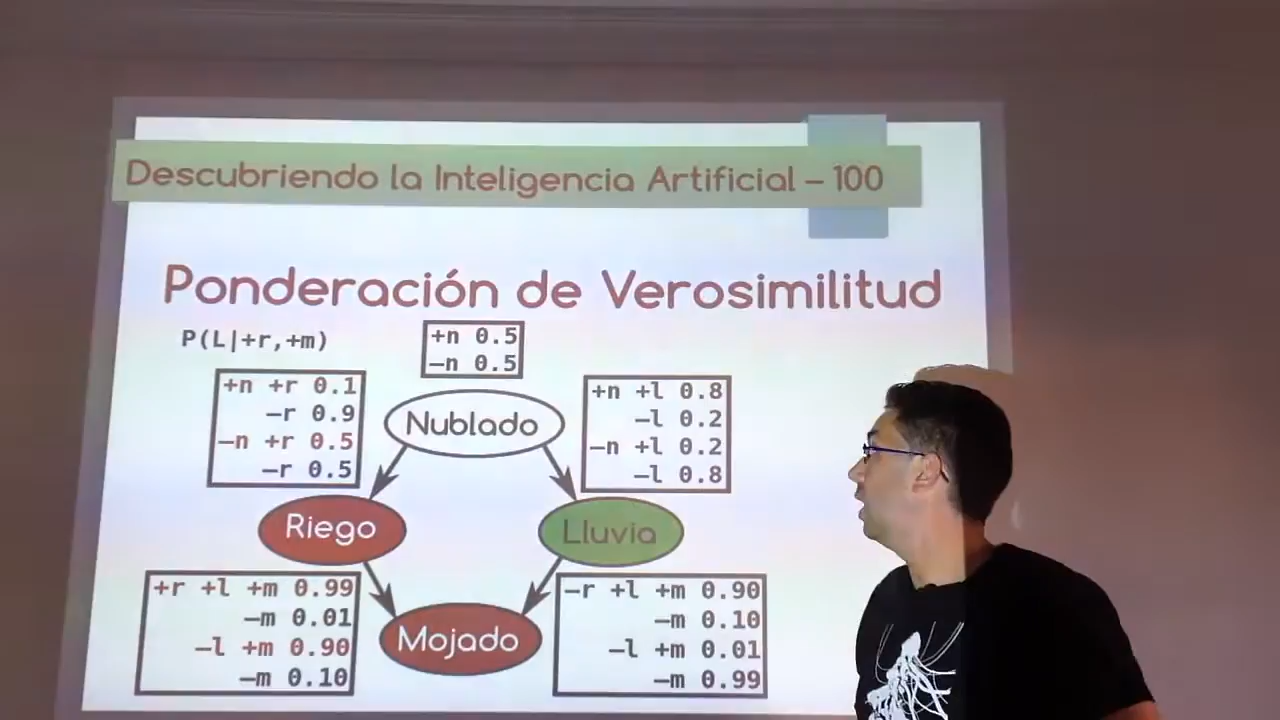 Descubriendo la Inteligencia Artificial – 100
Ponderación de Verosimilitud
P(L|+r,+m)
+n 0.5
–n 0.5
+n +r 0.1
–r 0.9
–n +r 0.5
–r 0.5
Nublado
+n +l 0.8
–l 0.2
–n +l 0.2
–l 0.8
Riego
Lluvia
+r +l +m 0.99
–m 0.01
–l +m 0.90
–m 0.10
Mojado
–r +l +m 0.90
–m 0.10
–l +m 0.01
–m 0.99